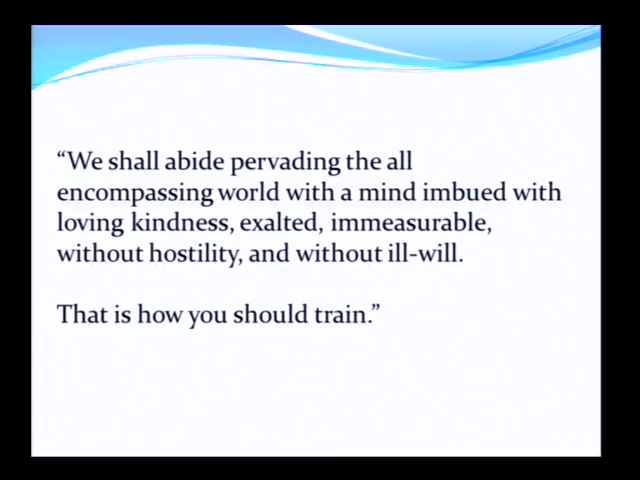 “We shall abide pervading the all
encompassing world with a mind imbued with
loving kindness, exalted, immeasurable,
without hostility, and without ill-will.
That is how you should train.”